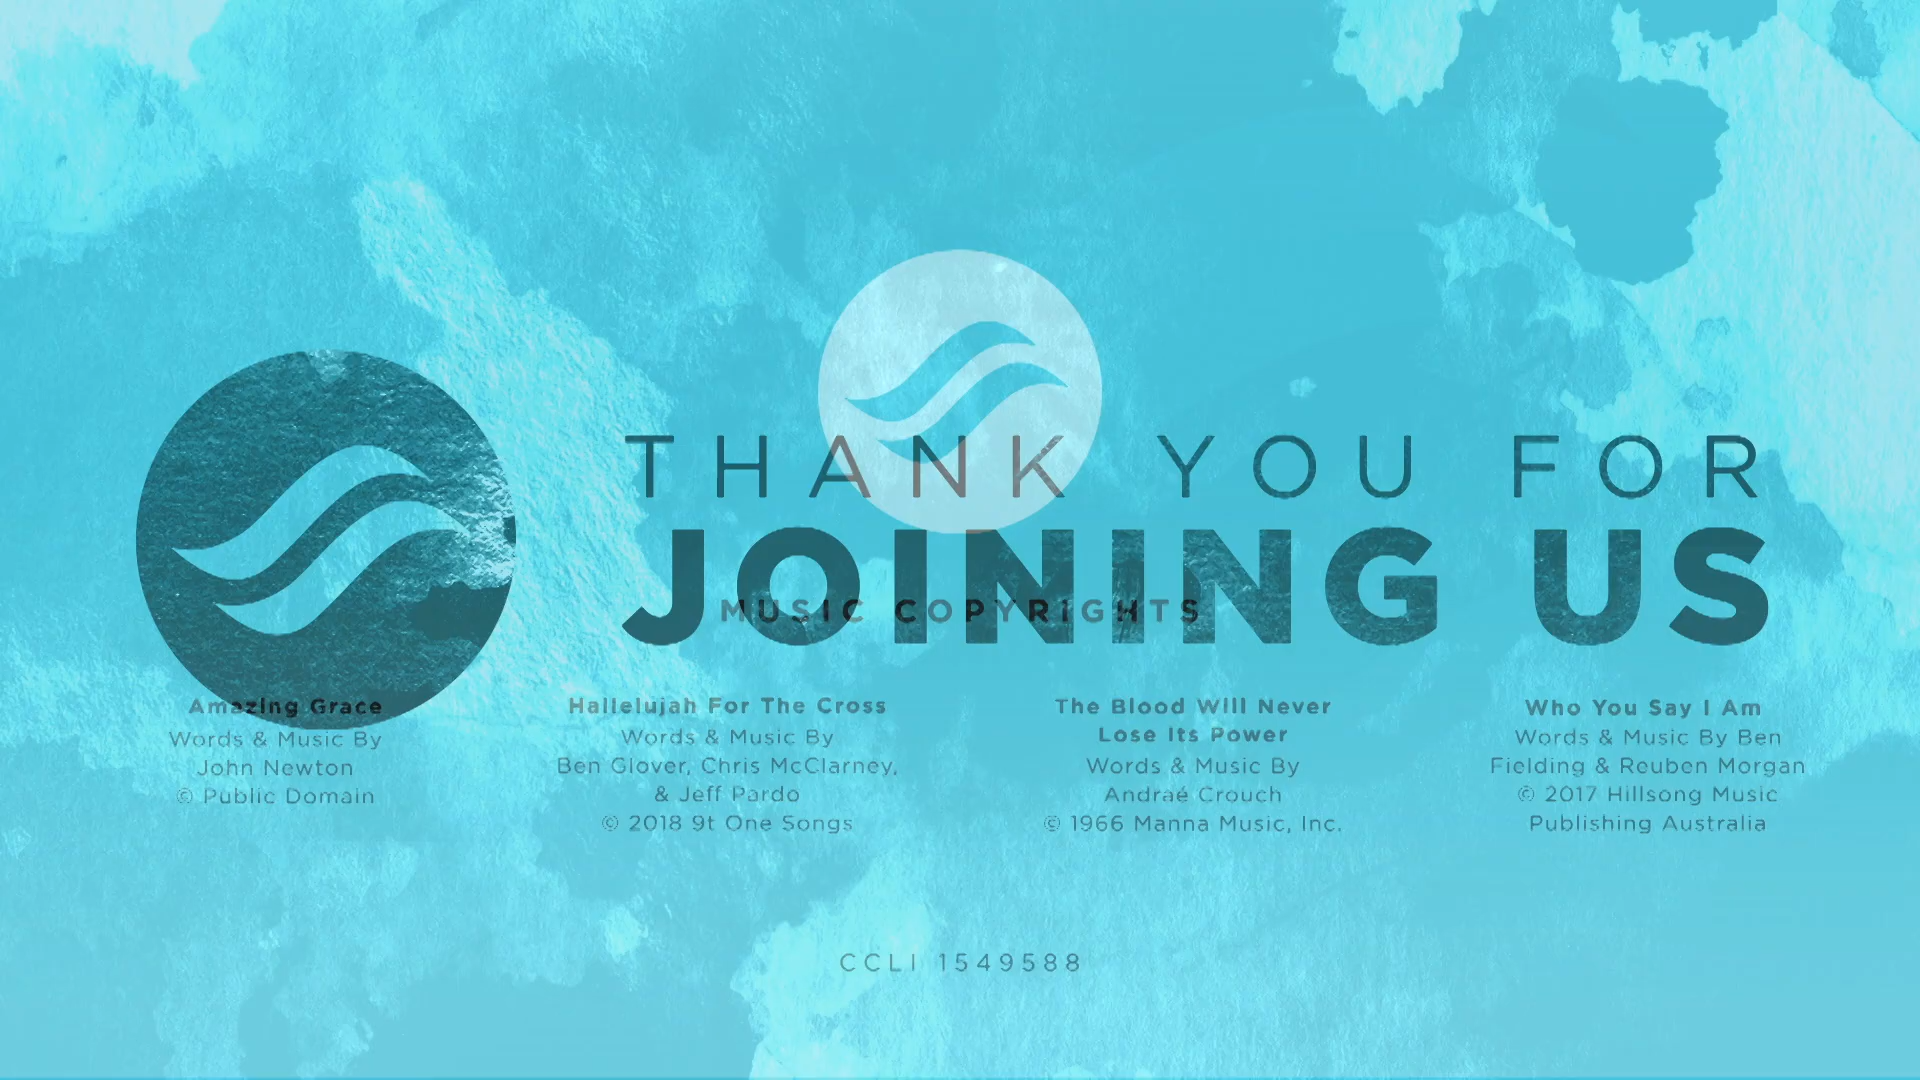 THANK YOU FOR
JOINING US
MUSIC COPYRIGHTS
Amazing Grace
Words & Music By
John Newton
© Public Domain
Hallelujah For The Cross
Words & Music By
Ben Glover, Chris McClarney,
& Jeff Pardo
© 2018 9t One Songs
The Blood Will Never
Lose Its Power
Words & Music By
Andraé Crouch
© 1966 Manna Music, Inc.
Who You Say I Am
Words & Music By Ben
Fielding & Reuben Morgan
© 2017 Hillsong Music
Publishing Australia
CCLI 1549588